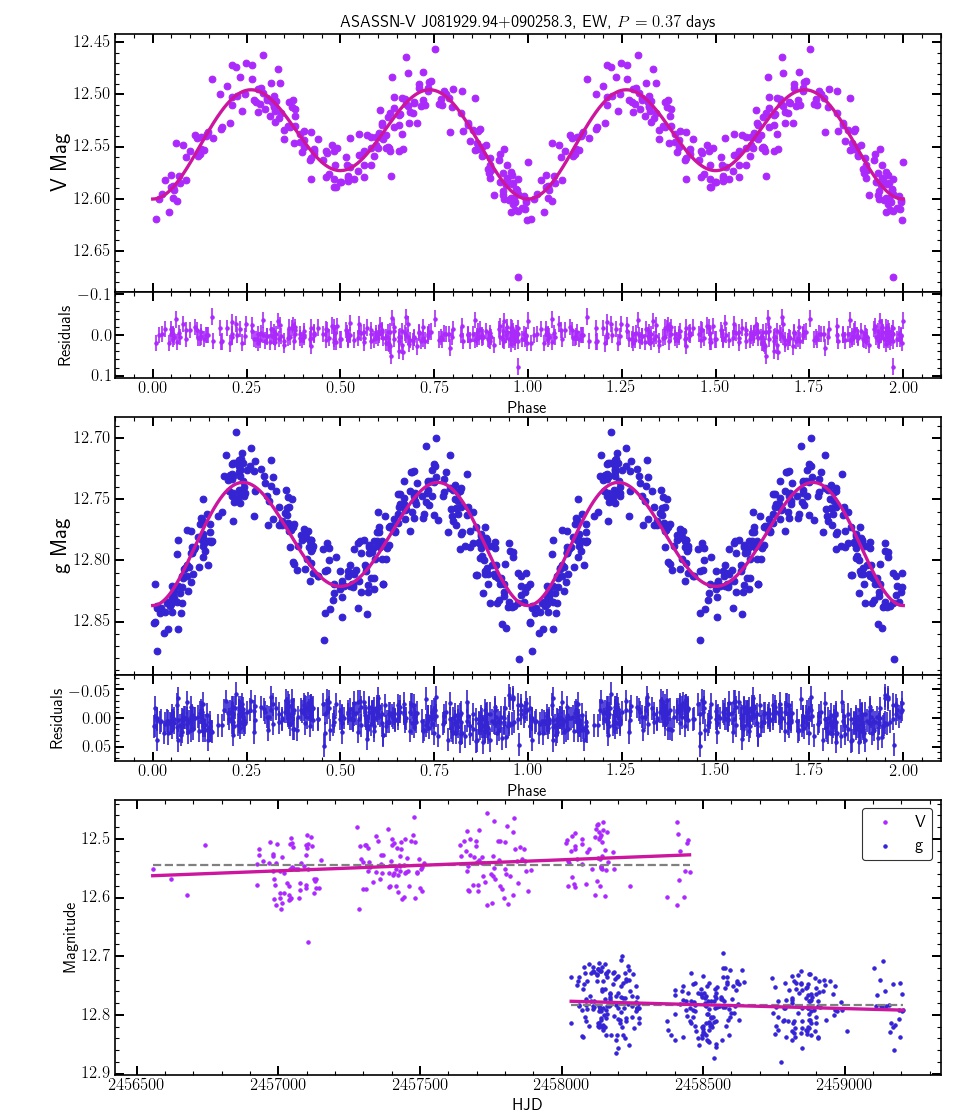 ASASSN-V J081929.94+090258.3, EW, P = 0.37 days
12.45
12.50
12.55
12.60
12.65
V Mag
−0.1
0.0
0.1
Residuals
0.00 0.25 0.50 0.75 1.00 1.25 1.50 1.75 2.00
Phase
12.70
12.75
12.80
12.85
g Mag
−0.05
0.00
0.05
Residuals
0.00 0.25 0.50 0.75 1.00 1.25 1.50 1.75 2.00
Phase
V
g
12.5
12.6
12.7
12.8
12.9
Magnitude
2456500 2457000 2457500 2458000 2458500 2459000
HJD